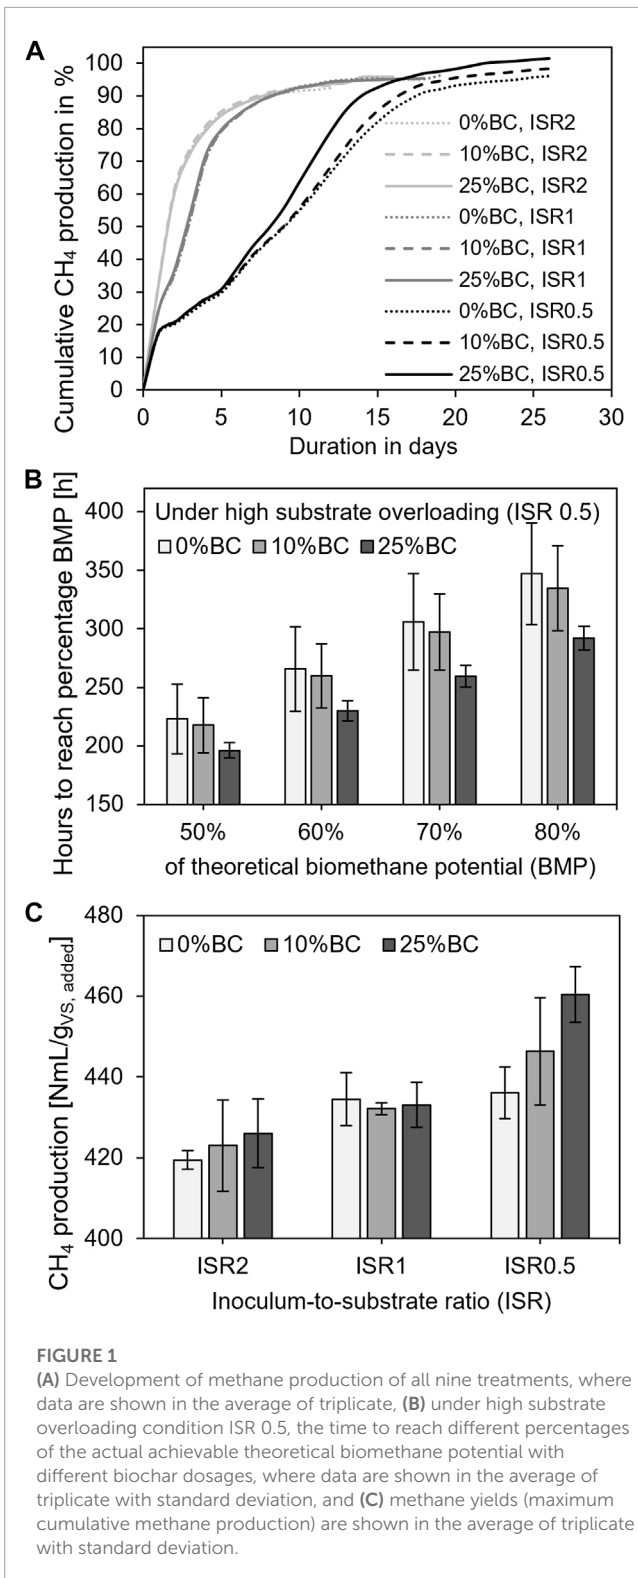 A
Cumulative CH₄ production in %
100
90
80
70
60
50
40
30
20
10
0
0%BC, ISR2
10%BC, ISR2
25%BC, ISR2
0%BC, ISR1
10%BC, ISR1
25%BC, ISR1
0%BC, ISR0.5
10%BC, ISR0.5
25%BC, ISR0.5
0 5 10 15 20 25 30
Duration in days
B
Hours to reach percentage BMP [h]
400
350
300
250
200
150
Under high substrate overloading (ISR 0.5)
0%BC 10%BC 25%BC
50% 60% 70% 80%
of theoretical biomethane potential (BMP)
C
CH₄ production [NmL/gVS, added]
480
460
440
420
400
0%BC 10%BC 25%BC
ISR2 ISR1 ISR0.5
Inoculum-to-substrate ratio (ISR)
FIGURE 1
(A) Development of methane production of all nine treatments, where
data are shown in the average of triplicate, (B) under high substrate
overloading condition ISR 0.5, the time to reach different percentages
of the actual achievable theoretical biomethane potential with
different biochar dosages, where data are shown in the average of
triplicate with standard deviation, and (C) methane yields (maximum
cumulative methane production) are shown in the average of triplicate
with standard deviation.